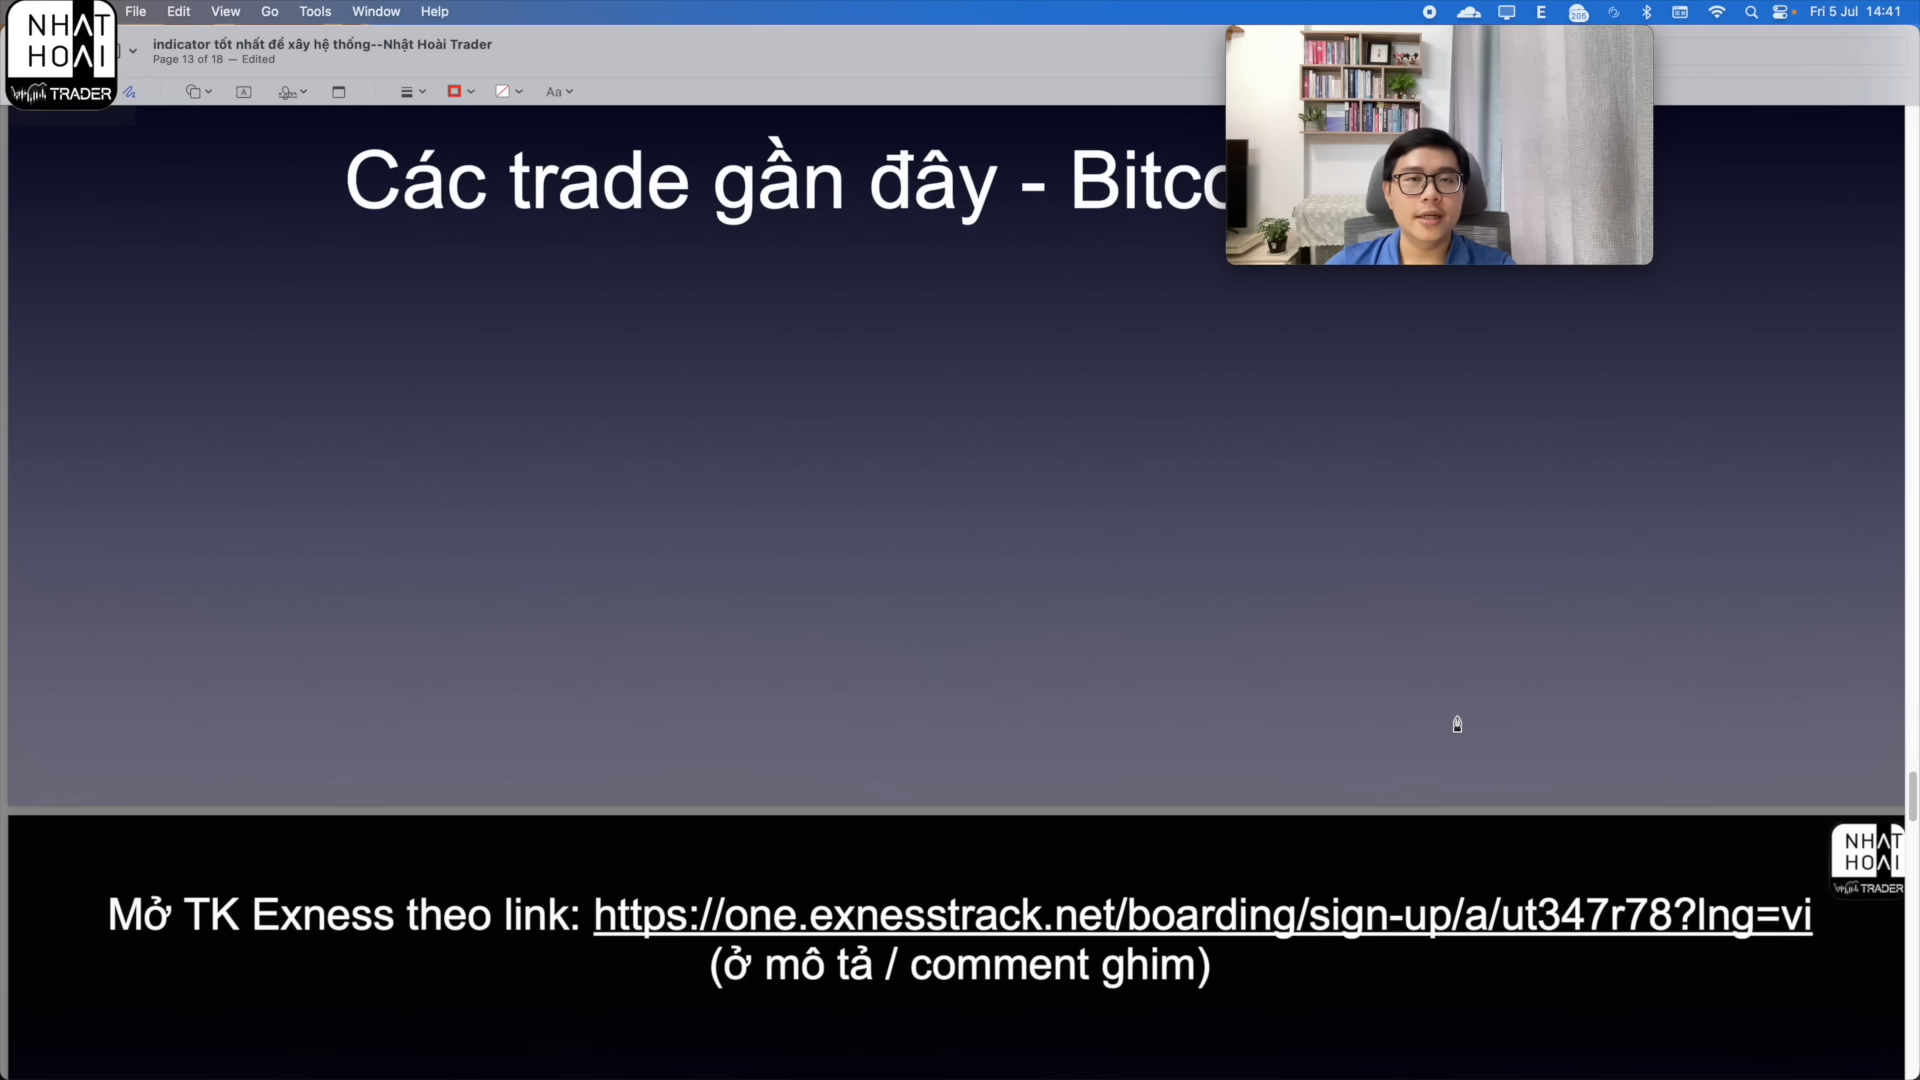 NHAT
HOAI
TRADER
File Edit View Go Tools Window Help
E
205
Fri 5 Jul 14:41
indicator tốt nhất để xây hệ thống--Nhật Hoài Trader
Page 13 of 18 — Edited
A
Aa
Các trade gần đây - Bitco
NHAT
HOAI
TRADER
Mở TK Exness theo link: https://one.exnesstrack.net/boarding/sign-up/a/ut347r78?lng=vi
(ở mô tả / comment ghim)